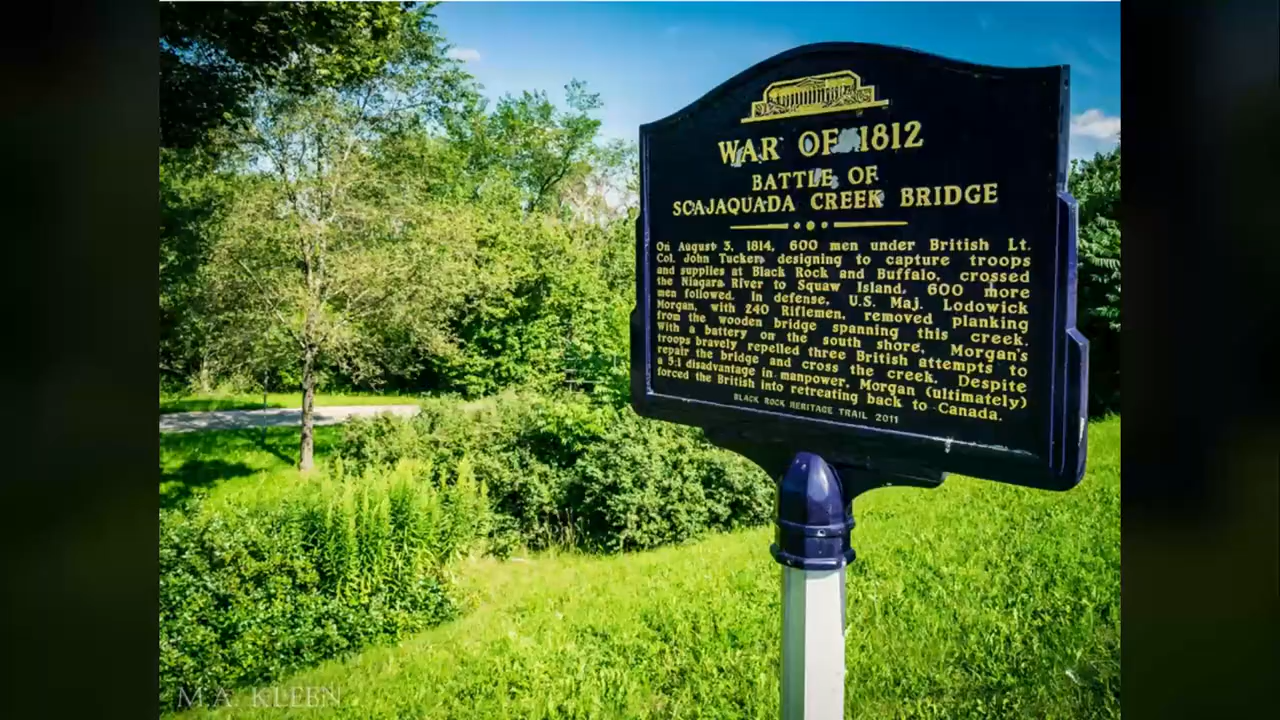 WAR OF 1812
BATTLE OF
SCAJAQUADA CREEK BRIDGE
On August 3, 1814, 600 men under British Lt.
Col. John Tucker, designing to capture troops
and supplies at Black Rock and Buffalo, crossed
the Niagara River to Squaw Island. 600 more
men followed. In defense, U.S. Maj. Lodowick
Morgan, with 240 Riflemen, removed planking
from the wooden bridge spanning this creek.
With a battery on the south shore, Morgan's
troops bravely repelled three British attempts to
repair the bridge and cross the creek. Despite
a 5:1 disadvantage in manpower, Morgan (ultimately)
forced the British into retreating back to Canada.
BLACK ROCK HERITAGE TRAIL 2011
M.A. KLEEN